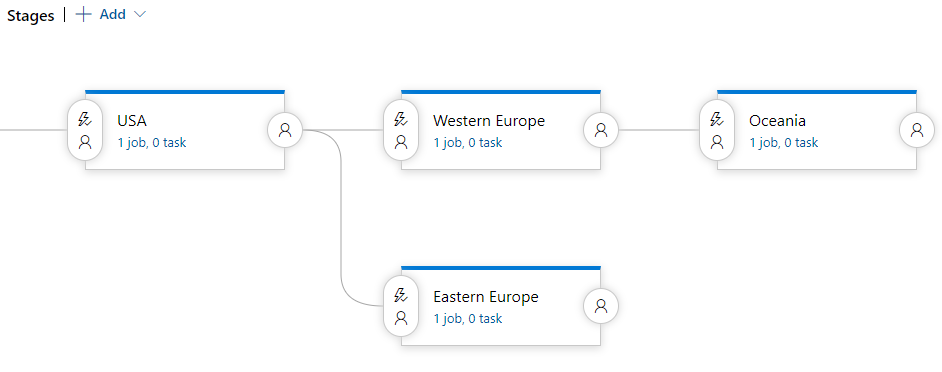 Stages | + Add
USA
1 job, 0 task
Western Europe
1 job, 0 task
Oceania
1 job, 0 task
Eastern Europe
1 job, 0 task